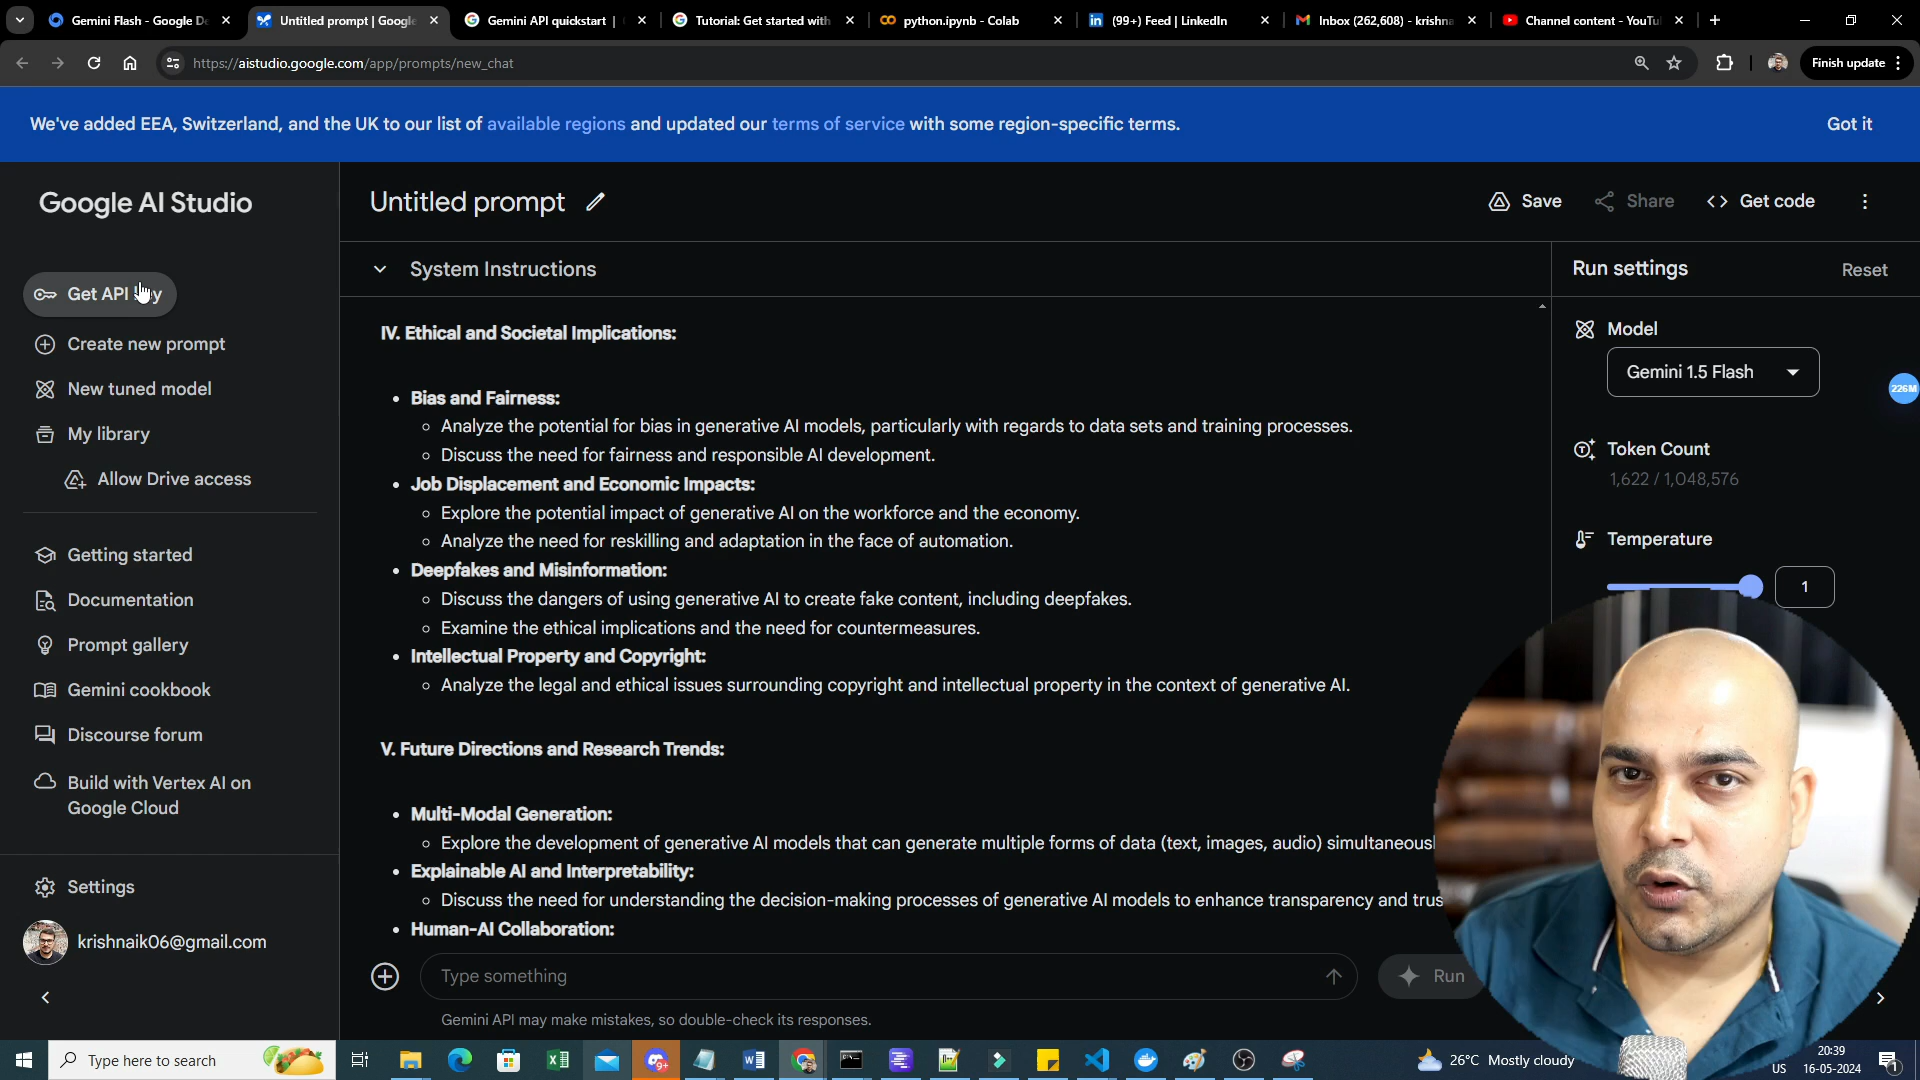 Gemini Flash - Google De
Untitled prompt | Google
Gemini API quickstart |
Tutorial: Get started with
python.ipynb - Colab
(99+) Feed | LinkedIn
Inbox (262,608) - krishna
Channel content - YouTu
https://aistudio.google.com/app/prompts/new_chat
Finish update
We've added EEA, Switzerland, and the UK to our list of available regions and updated our terms of service with some region-specific terms.
Got it
Google AI Studio
Get API
Create new prompt
New tuned model
My library
Allow Drive access
Getting started
Documentation
Prompt gallery
Gemini cookbook
Discourse forum
Build with Vertex AI on
Google Cloud
Settings
krishnaik06@gmail.com
Untitled prompt
Save
Share
Get code
System Instructions
IV. Ethical and Societal Implications:
Bias and Fairness:
Analyze the potential for bias in generative AI models, particularly with regards to data sets and training processes.
Discuss the need for fairness and responsible AI development.
Job Displacement and Economic Impacts:
Explore the potential impact of generative AI on the workforce and the economy.
Analyze the need for reskilling and adaptation in the face of automation.
Deepfakes and Misinformation:
Discuss the dangers of using generative AI to create fake content, including deepfakes.
Examine the ethical implications and the need for countermeasures.
Intellectual Property and Copyright:
Analyze the legal and ethical issues surrounding copyright and intellectual property in the context of generative AI.
V. Future Directions and Research Trends:
Multi-Modal Generation:
Explore the development of generative AI models that can generate multiple forms of data (text, images, audio) simultaneousl
Explainable AI and Interpretability:
Discuss the need for understanding the decision-making processes of generative AI models to enhance transparency and trus
Human-AI Collaboration:
Type something
Run
Gemini API may make mistakes, so double-check its responses.
Run settings
Reset
Model
Gemini 1.5 Flash
226M
Token Count
1,622 / 1,048,576
Temperature
1
Type here to search
9+
26°C Mostly cloudy
US
20:39
16-05-2024
1